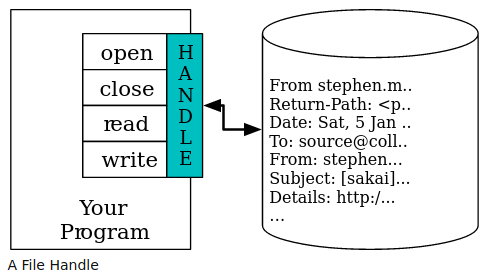 open
close
read
write
HANDLE
Your
Program
From stephen.m..
Return-Path: <p..
Date: Sat, 5 Jan ..
To: source@coll..
From: stephen...
Subject: [sakai]...
Details: http:/...
...
A File Handle